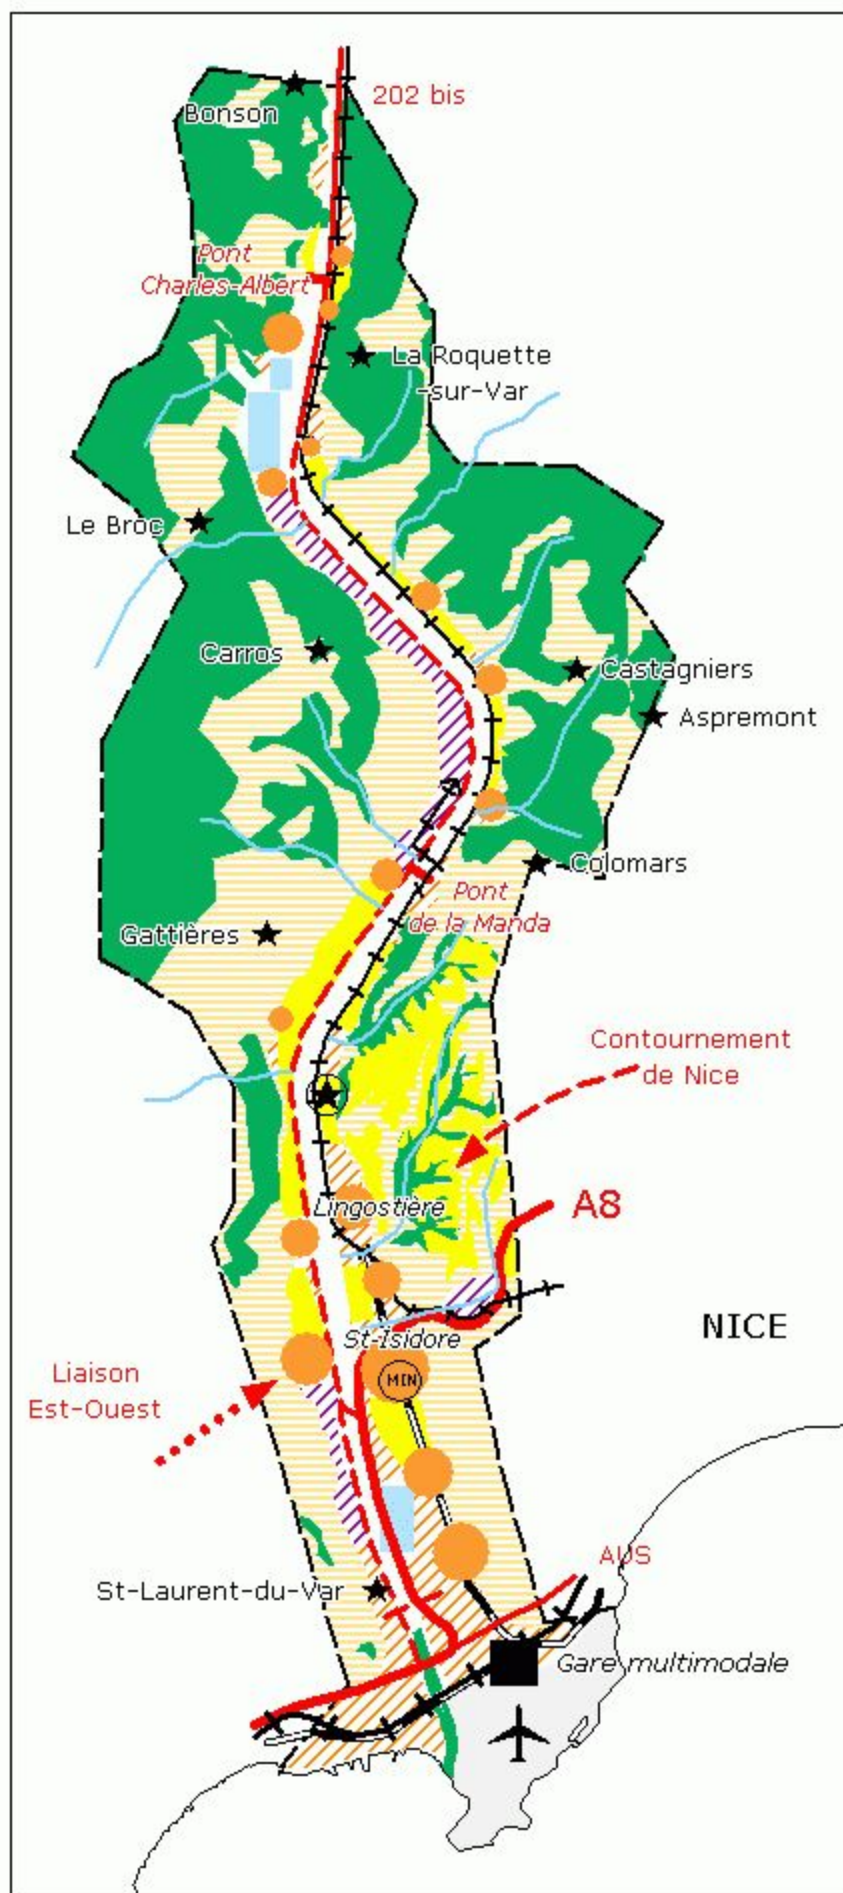 202 bis
Bonson
Pont
Charles-Albert
La Roquette
-sur-Var
Le Broc
Carros
Castagniers
Aspremont
Colomars
Pont
de la Manda
Gattières
Contournement
de Nice
A8
Lingostière
NICE
St-Isidore
Liaison
Est-Ouest
MIN
AUS
St-Laurent-du-Var
Gare multimodale